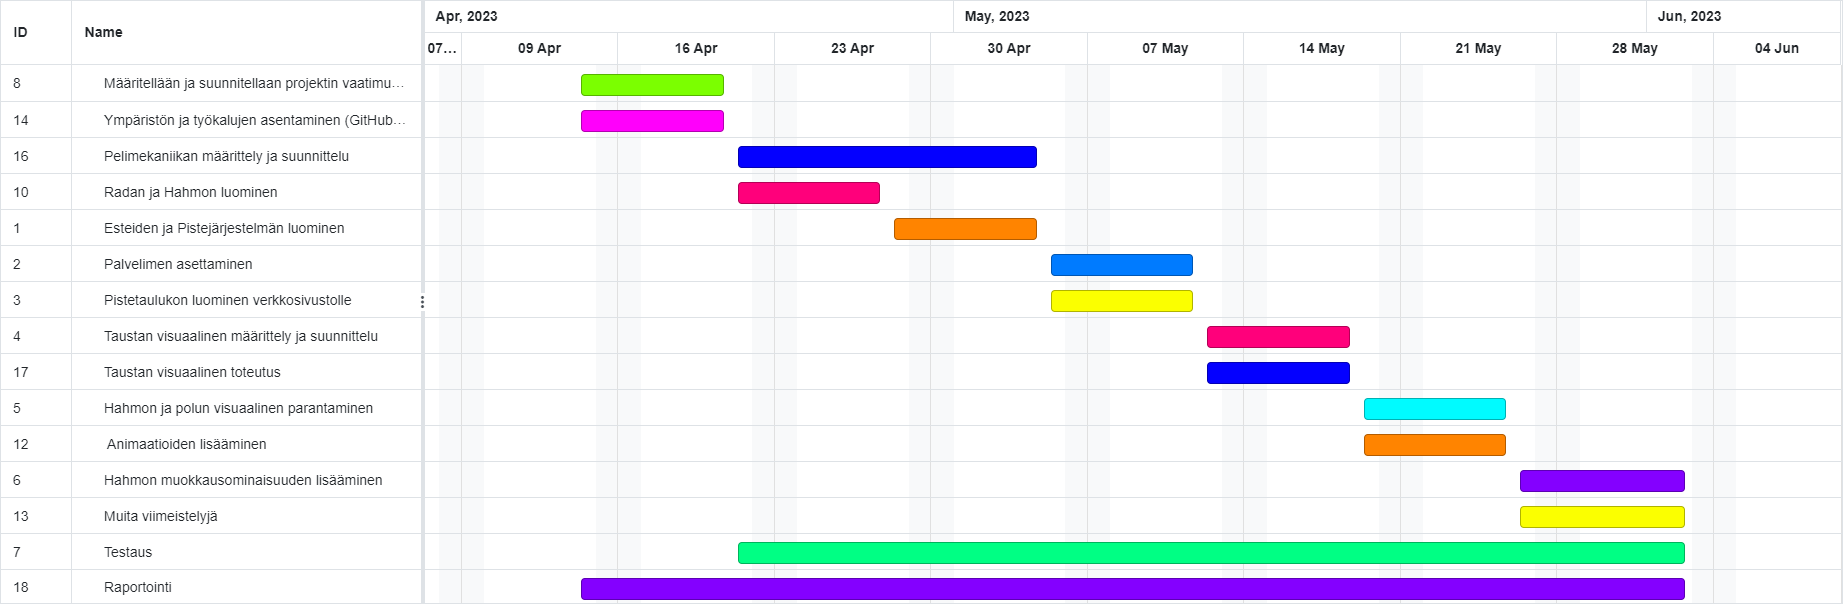 ID Name Apr, 2023 May, 2023 Jun, 2023
07... 09 Apr 16 Apr 23 Apr 30 Apr 07 May 14 May 21 May 28 May 04 Jun
8 Määritellään ja suunnitellaan projektin vaatimu...
14 Ympäristön ja työkalujen asentaminen (GitHub...
16 Pelimekaniikan määrittely ja suunnittelu
10 Radan ja Hahmon luominen
1 Esteiden ja Pistejärjestelmän luominen
2 Palvelimen asettaminen
3 Pistetaulukon luominen verkkosivustolle
4 Taustan visuaalinen määrittely ja suunnittelu
17 Taustan visuaalinen toteutus
5 Hahmon ja polun visuaalinen parantaminen
12 Animaatioiden lisääminen
6 Hahmon muokkausominaisuuden lisääminen
13 Muita viimeistelyjä
7 Testaus
18 Raportointi